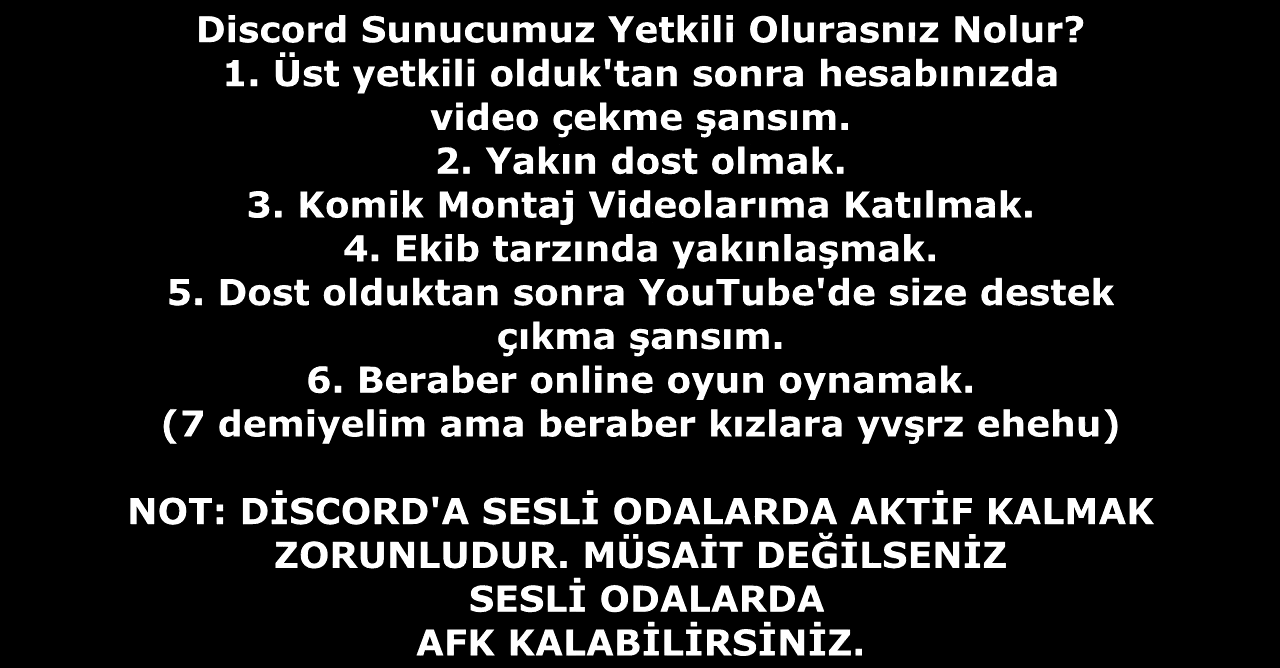 Discord Sunucumuz Yetkili Olurasnız Nolur?
1. Üst yetkili olduk'tan sonra hesabınızda
video çekme şansım.
2. Yakın dost olmak.
3. Komik Montaj Videolarıma Katılmak.
4. Ekib tarzında yakınlaşmak.
5. Dost olduktan sonra YouTube'de size destek
çıkma şansım.
6. Beraber online oyun oynamak.
(7 demiyelim ama beraber kızlara yvşrz ehehu)
NOT: DİSCORD'A SESLİ ODALARDA AKTİF KALMAK
ZORUNLUDUR. MÜSAİT DEĞİLSENİZ
SESLİ ODALARDA
AFK KALABİLİRSİNİZ.